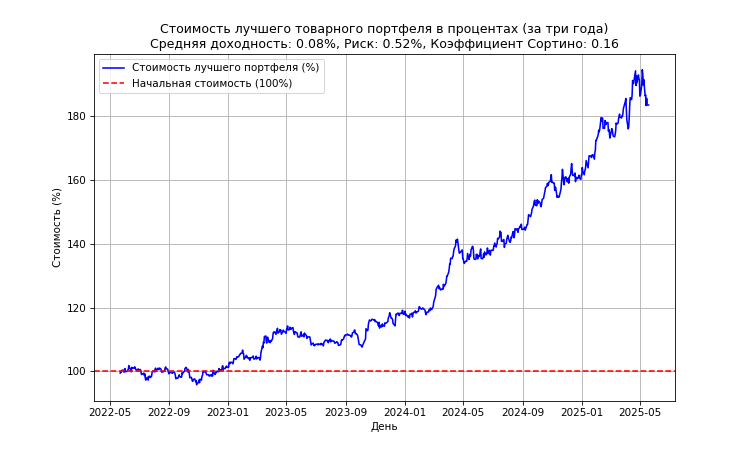 Стоимость лучшего товарного портфеля в процентах (за три года)
Средняя доходность: 0.08%, Риск: 0.52%, Коэффициент Сортино: 0.16
Стоимость лучшего портфеля (%)
Начальная стоимость (100%)
Стоимость (%)
180
160
140
120
100
2022-05 2022-09 2023-01 2023-05 2023-09 2024-01 2024-05 2024-09 2025-01 2025-05
День